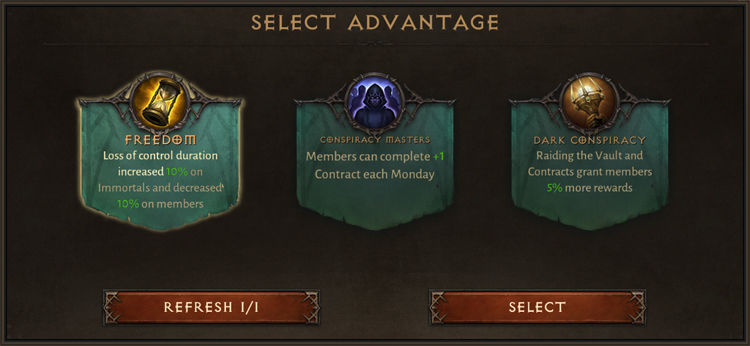 SELECT ADVANTAGE
FREEDOM
Loss of control duration
increased 10% on
Immortals and decreased
10% on members
CONSPIRACY MASTERS
Members can complete +1
Contract each Monday
DARK CONSPIRACY
Raiding the Vault and
Contracts grant members
5% more rewards
REFRESH 1/1
SELECT